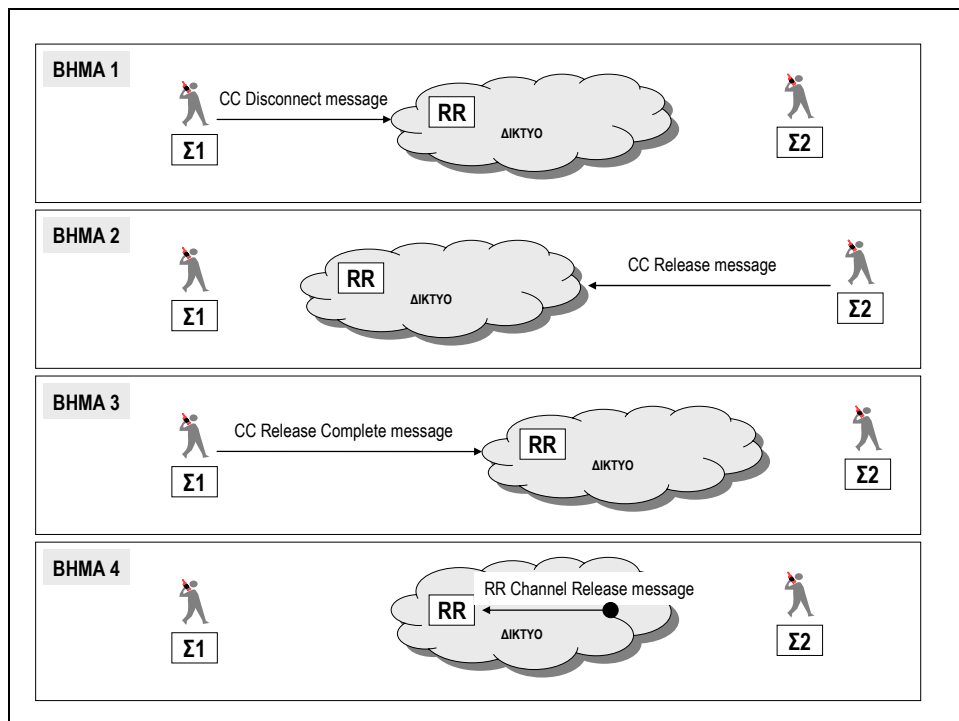 ΒΗΜΑ 1
CC Disconnect message
RR
ΔΙΚΤΥΟ
Σ1
Σ2
ΒΗΜΑ 2
CC Release message
RR
ΔΙΚΤΥΟ
Σ1
Σ2
ΒΗΜΑ 3
CC Release Complete message
RR
ΔΙΚΤΥΟ
Σ1
Σ2
ΒΗΜΑ 4
RR Channel Release message
RR
ΔΙΚΤΥΟ
Σ1
Σ2